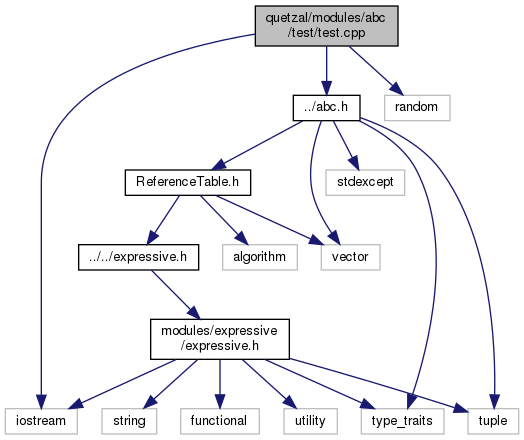 quetzal/modules/abc
/test/test.cpp
../abc.h
random
ReferenceTable.h
stdexcept
../../expressive.h
algorithm
vector
modules/expressive
/expressive.h
iostream
string
functional
utility
type_traits
tuple